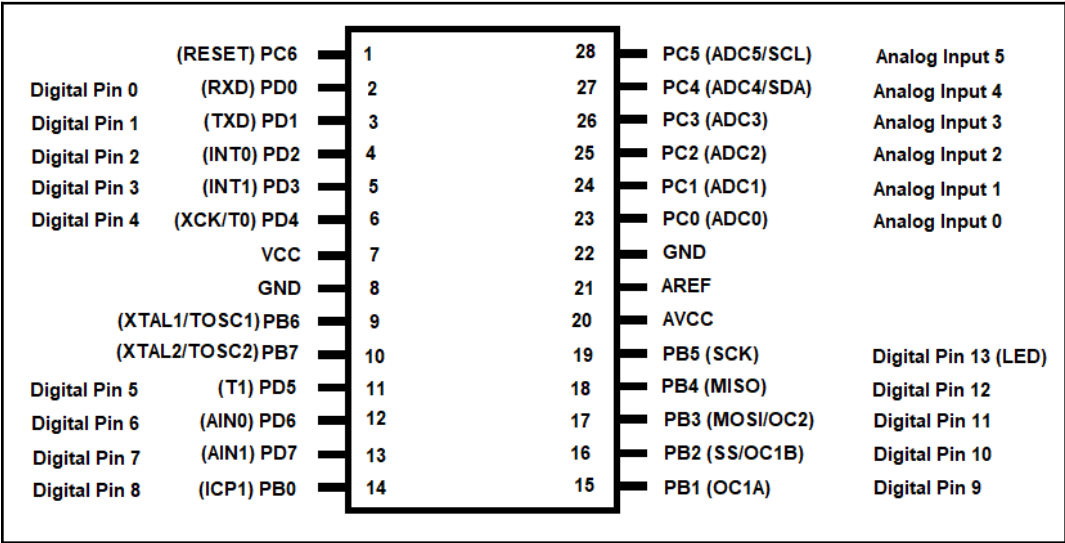 (RESET) PC6 1 28 PC5 (ADC5/SCL) Analog Input 5
Digital Pin 0 (RXD) PD0 2 27 PC4 (ADC4/SDA) Analog Input 4
Digital Pin 1 (TXD) PD1 3 26 PC3 (ADC3) Analog Input 3
Digital Pin 2 (INT0) PD2 4 25 PC2 (ADC2) Analog Input 2
Digital Pin 3 (INT1) PD3 5 24 PC1 (ADC1) Analog Input 1
Digital Pin 4 (XCK/T0) PD4 6 23 PC0 (ADC0) Analog Input 0
VCC 7 22 GND
GND 8 21 AREF
(XTAL1/TOSC1) PB6 9 20 AVCC
(XTAL2/TOSC2) PB7 10 19 PB5 (SCK) Digital Pin 13 (LED)
Digital Pin 5 (T1) PD5 11 18 PB4 (MISO) Digital Pin 12
Digital Pin 6 (AIN0) PD6 12 17 PB3 (MOSI/OC2) Digital Pin 11
Digital Pin 7 (AIN1) PD7 13 16 PB2 (SS/OC1B) Digital Pin 10
Digital Pin 8 (ICP1) PB0 14 15 PB1 (OC1A) Digital Pin 9